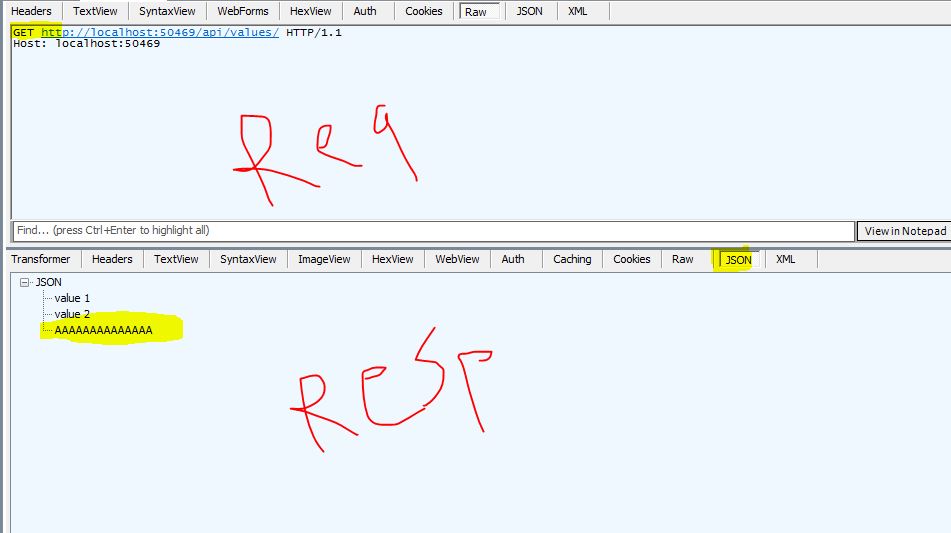 Headers TextView SyntaxView WebForms HexView Auth Cookies Raw JSON XML
GET http://localhost:50469/api/values/ HTTP/1.1
Host: localhost:50469
Req
Find... (press Ctrl+Enter to highlight all) View in Notepad
Transformer Headers TextView SyntaxView ImageView HexView WebView Auth Caching Cookies Raw JSON XML
JSON
value 1
value 2
AAAAAAAAAAAAAA
Resp